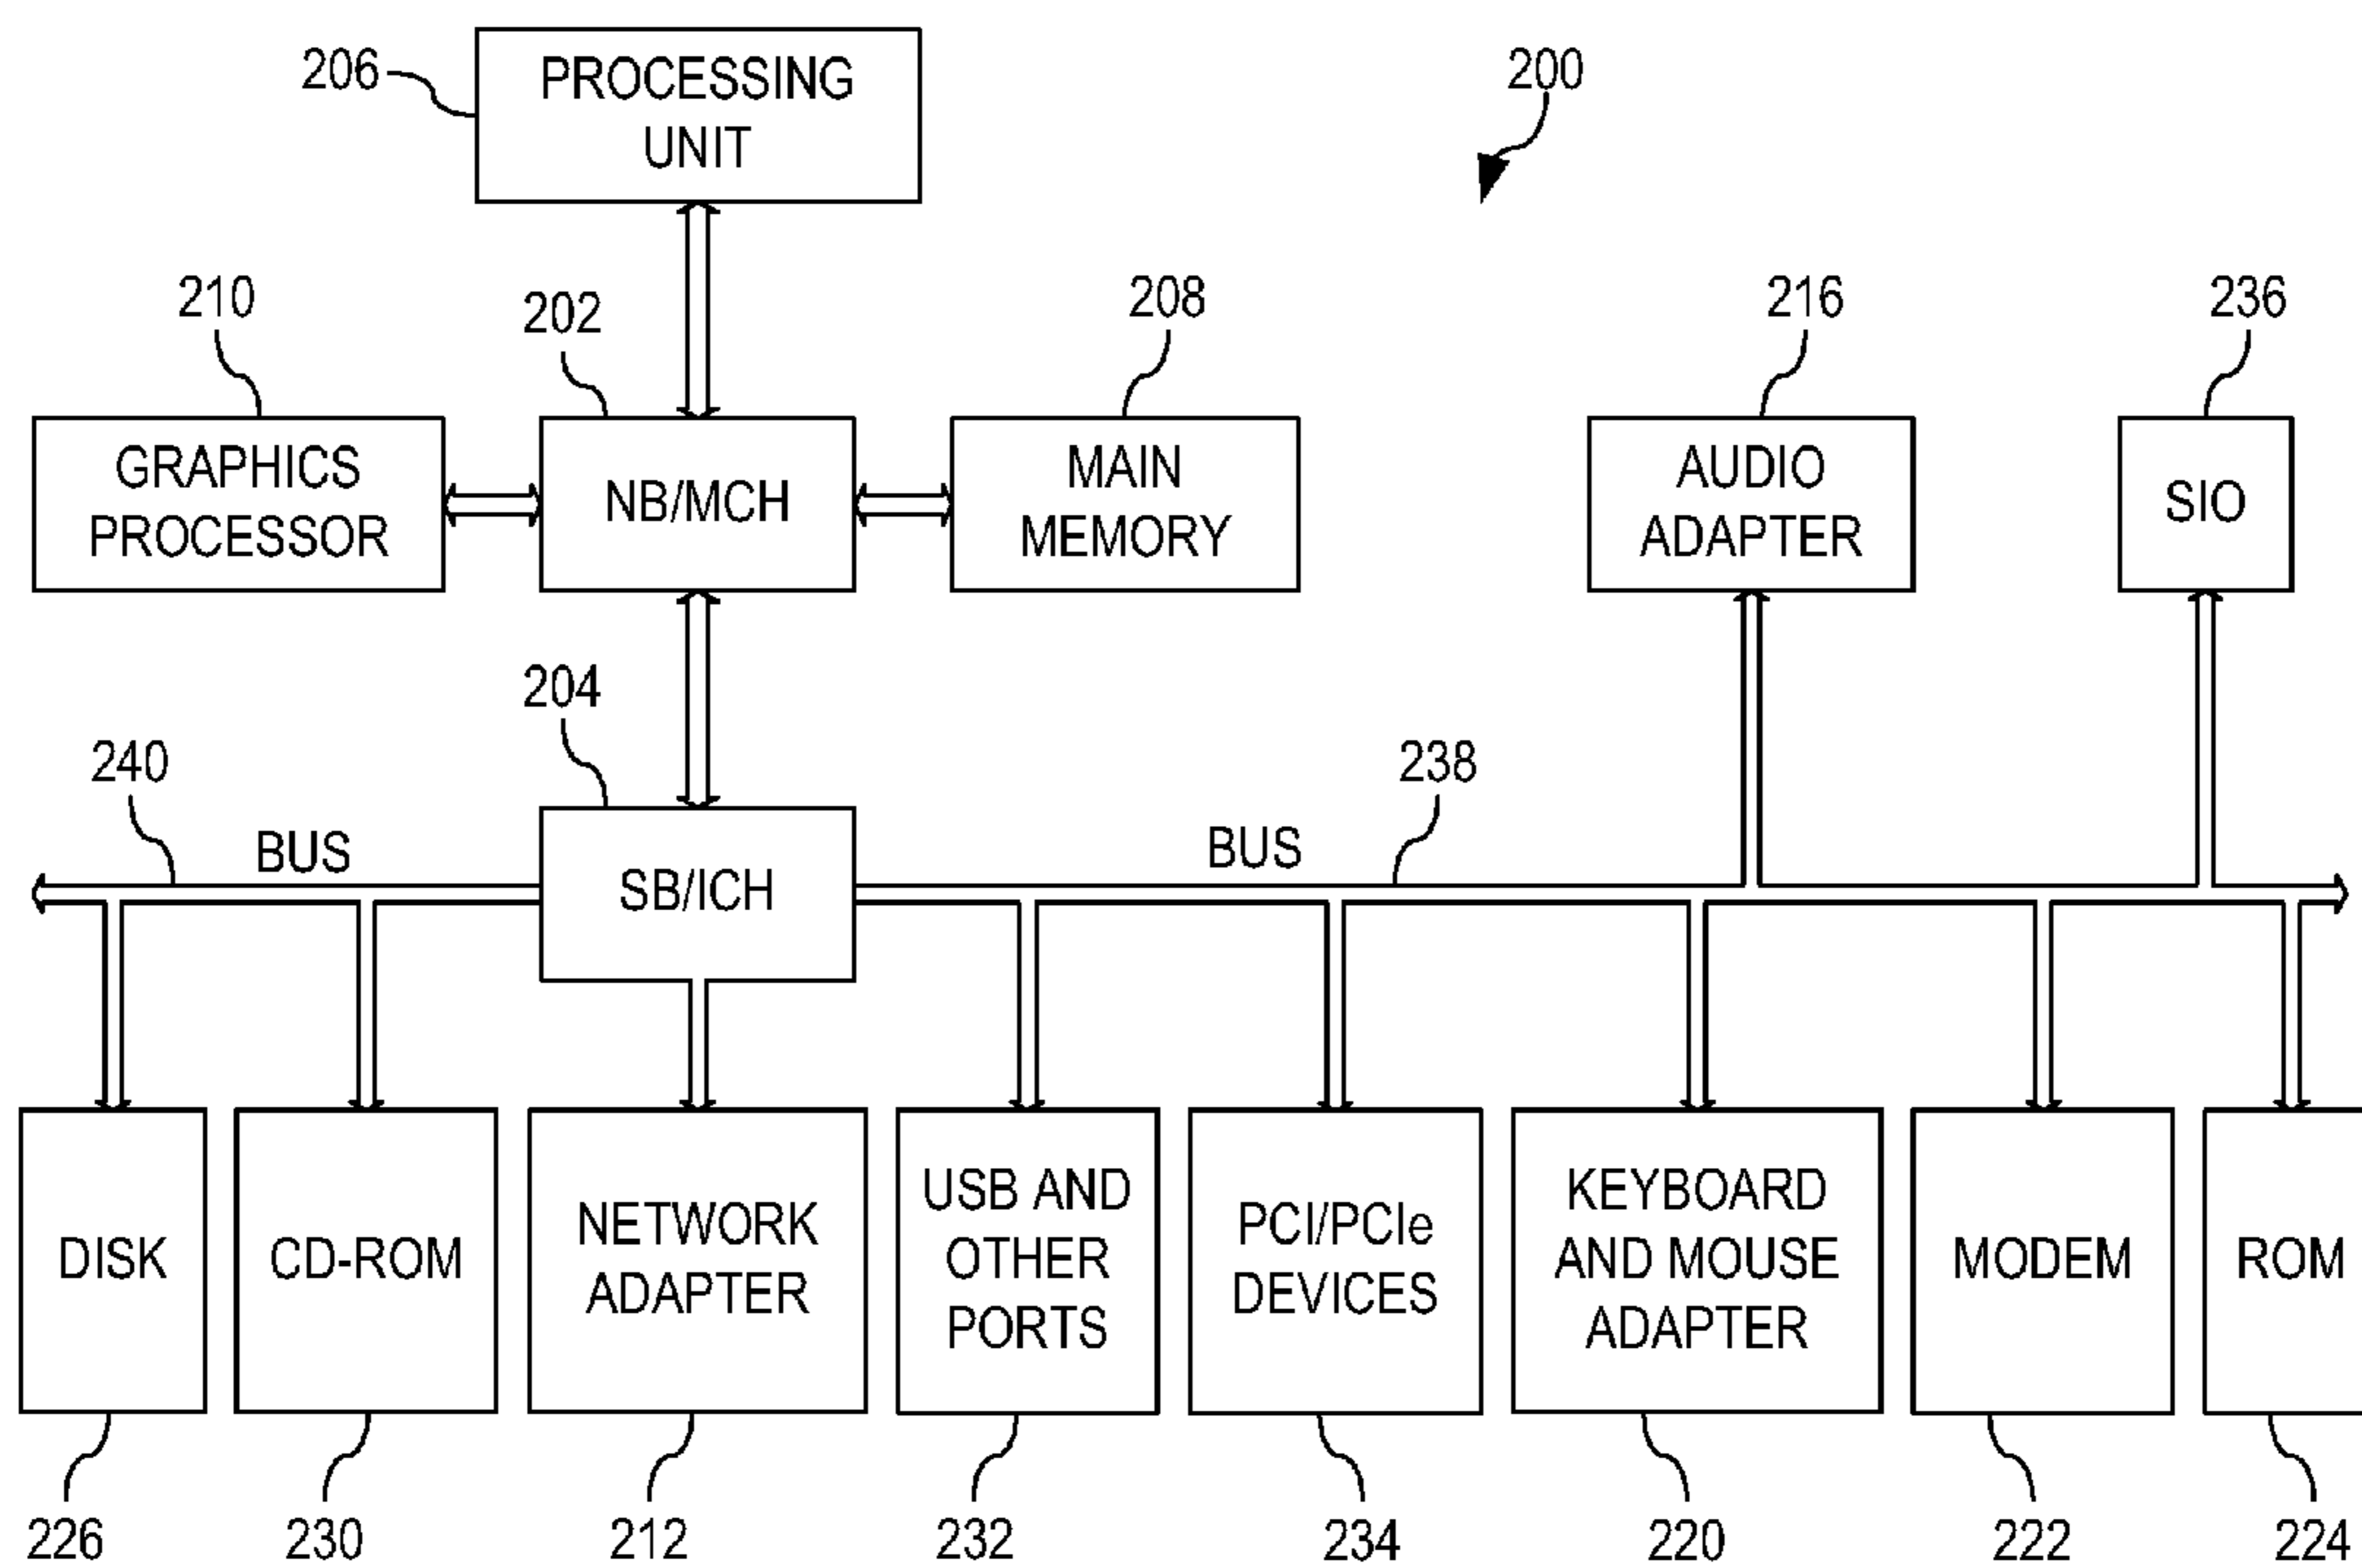 206
PROCESSING
UNIT
200
210
202
208
216
236
GRAPHICS
PROCESSOR
NB/MCH
MAIN
MEMORY
AUDIO
ADAPTER
SIO
204
240
BUS
238
BUS
SB/ICH
DISK
CD-ROM
NETWORK
ADAPTER
USB AND
OTHER
PORTS
PCI/PCIe
DEVICES
KEYBOARD
AND MOUSE
ADAPTER
MODEM
ROM
226
230
212
232
234
220
222
224